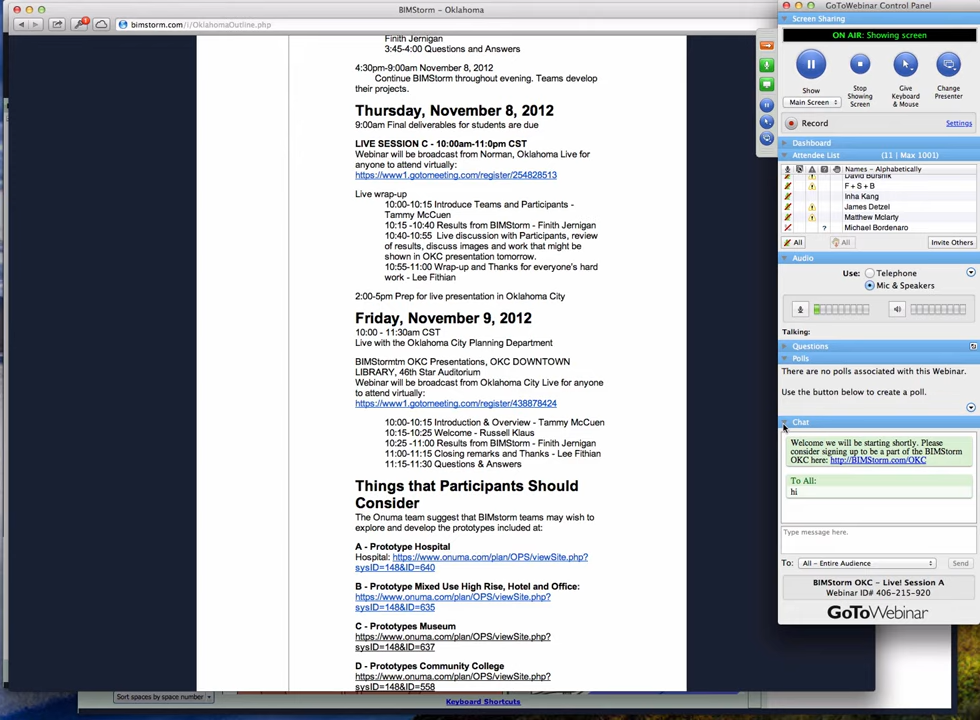 BIMStorm – Oklahoma
bimstorm.com/i/OklahomaOutline.php
Finith Jernigan
3:45-4:00 Questions and Answers
4:30pm-9:00am November 8, 2012
Continue BIMStorm throughout evening. Teams develop
their projects.
Thursday, November 8, 2012
9:00am Final deliverables for students are due
LIVE SESSION C - 10:00am-11:0pm CST
Webinar will be broadcast from Norman, Oklahoma Live for
anyone to attend virtually:
https://www1.gotomeeting.com/register/254828513
Live wrap-up
10:00-10:15 Introduce Teams and Participants -
Tammy McCuen
10:15 -10:40 Results from BIMStorm - Finith Jernigan
10:40-10:55  Live discussion with Participants, review
of results, discuss images and work that might be
shown in OKC presentation tomorrow.
10:55-11:00 Wrap-up and Thanks for everyone's hard
work - Lee Fithian
2:00-5pm Prep for live presentation in Oklahoma City
Friday, November 9, 2012
10:00 - 11:30am CST
Live with the Oklahoma City Planning Department
BIMStormtm OKC Presentations, OKC DOWNTOWN
LIBRARY, 46th Star Auditorium
Webinar will be broadcast from Oklahoma City Live for anyone
to attend virtually:
https://www1.gotomeeting.com/register/438878424
10:00-10:15 Introduction & Overview - Tammy McCuen
10:15-10:25 Welcome - Russell Klaus
10:25 -11:00 Results from BIMStorm - Finith Jernigan
11:00-11:15 Closing remarks and Thanks - Lee Fithian
11:15-11:30 Questions & Answers
Things that Participants Should
Consider
The Onuma team suggest that BIMstorm teams may wish to
explore and develop the prototypes included at:
A - Prototype Hospital
Hospital: https://www.onuma.com/plan/OPS/viewSite.php?
sysID=148&ID=640
B - Prototype Mixed Use High Rise, Hotel and Office:
https://www.onuma.com/plan/OPS/viewSite.php?
sysID=148&ID=635
C - Prototypes Museum
https://www.onuma.com/plan/OPS/viewSite.php?
sysID=148&ID=637
D - Prototypes Community College
https://www.onuma.com/plan/OPS/viewSite.php?
sysID=148&ID=558
Sort spaces by space number
Keyboard Shortcuts
GoToWebinar Control Panel
Screen Sharing
ON AIR: Showing screen
Show
Main Screen
Stop
Showing
Screen
Give
Keyboard
& Mouse
Change
Presenter
Record
Settings
Dashboard
Attendee List
(11 | Max 1001)
Names - Alphabetically
F + S + B
Inha Kang
James Detzel
Matthew Mclarty
Michael Bordenaro
All
All
Invite Others
Audio
Use:
Telephone
Mic & Speakers
Talking:
Questions
Polls
There are no polls associated with this Webinar.
Use the button below to create a poll.
Chat
Welcome we will be starting shortly. Please
consider signing up to be a part of the BIMStorm
OKC here: http://BIMStorm.com/OKC
To All:
hi
Type message here.
To:
All - Entire Audience
Send
BIMStorm OKC - Live! Session A
Webinar ID# 406-215-920
GoToWebinar